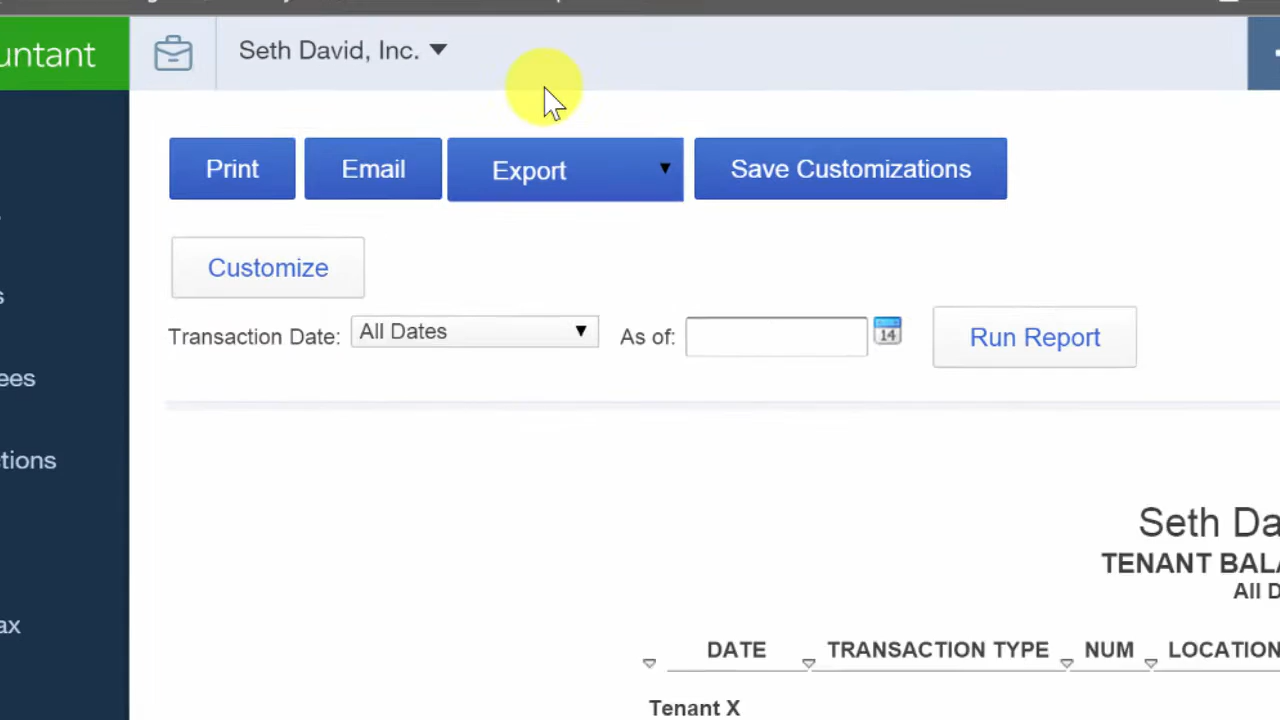 untant
Seth David, Inc.
Print Email Export Save Customizations
Customize
Transaction Date: All Dates As of: 14 Run Report
s
ees
tions
ax
Seth Da
TENANT BALA
All D
DATE TRANSACTION TYPE NUM LOCATION
Tenant X